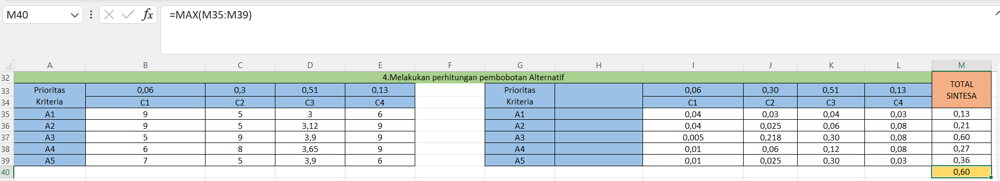 M40
fx
=MAX(M35:M39)
A B C D E F G H I J K L M
32 4.Melakukan perhitungan pembobotan Alternatif TOTAL SINTESA
33 Prioritas Kriteria 0,06 0,3 0,51 0,13 Prioritas Kriteria 0,06 0,30 0,51 0,13
34 C1 C2 C3 C4 C1 C2 C3 C4
35 A1 9 5 3 6 A1 0,04 0,03 0,04 0,03 0,13
36 A2 9 5 3,12 9 A2 0,04 0,025 0,06 0,08 0,21
37 A3 5 9 3,9 9 A3 0,005 0,218 0,30 0,08 0,60
38 A4 6 8 3,65 9 A4 0,01 0,06 0,12 0,08 0,27
39 A5 7 5 3,9 6 A5 0,01 0,025 0,30 0,03 0,36
40 0,60